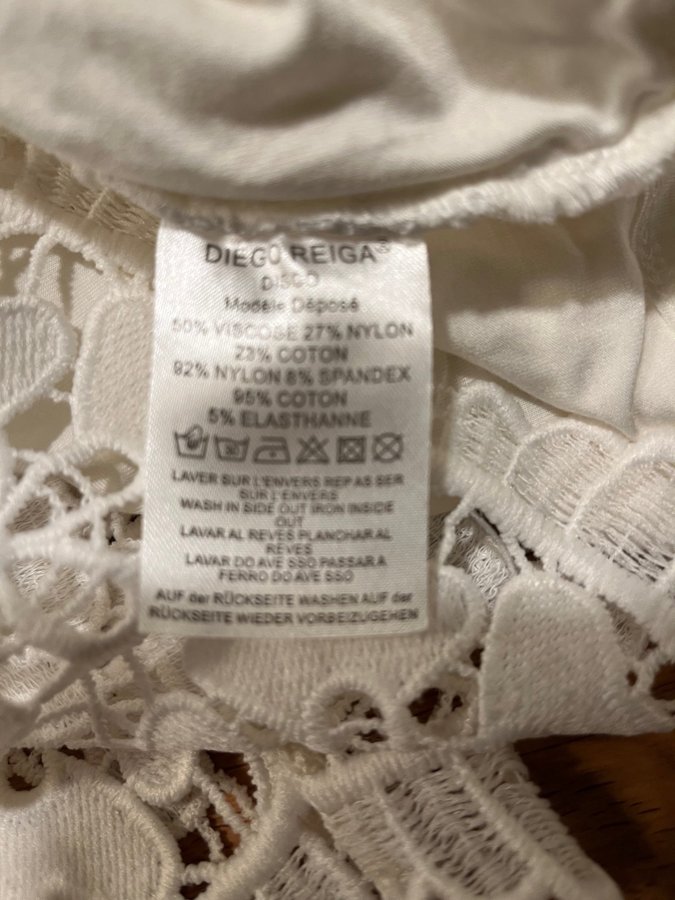 DIEGO REIGA®
DISCO
Modèle Déposé
50% VISCOSE 27% NYLON
23% COTON
92% NYLON 8% SPANDEX
95% COTON
5% ELASTHANNE
LAVER SUR L'ENVERS REPASSER
SUR L'ENVERS
WASH IN SIDE OUT IRON INSIDE
OUT
LAVAR AL REVES PLANCHAR AL
RÉVES
LAVAR DO AVE SSO PASSAR A
FERRO DO AVE SSO
AUF der RÜCKSEITE WASHEN AUF der
RÜCKSEITE WIEDER VORBEIZUGEHEN